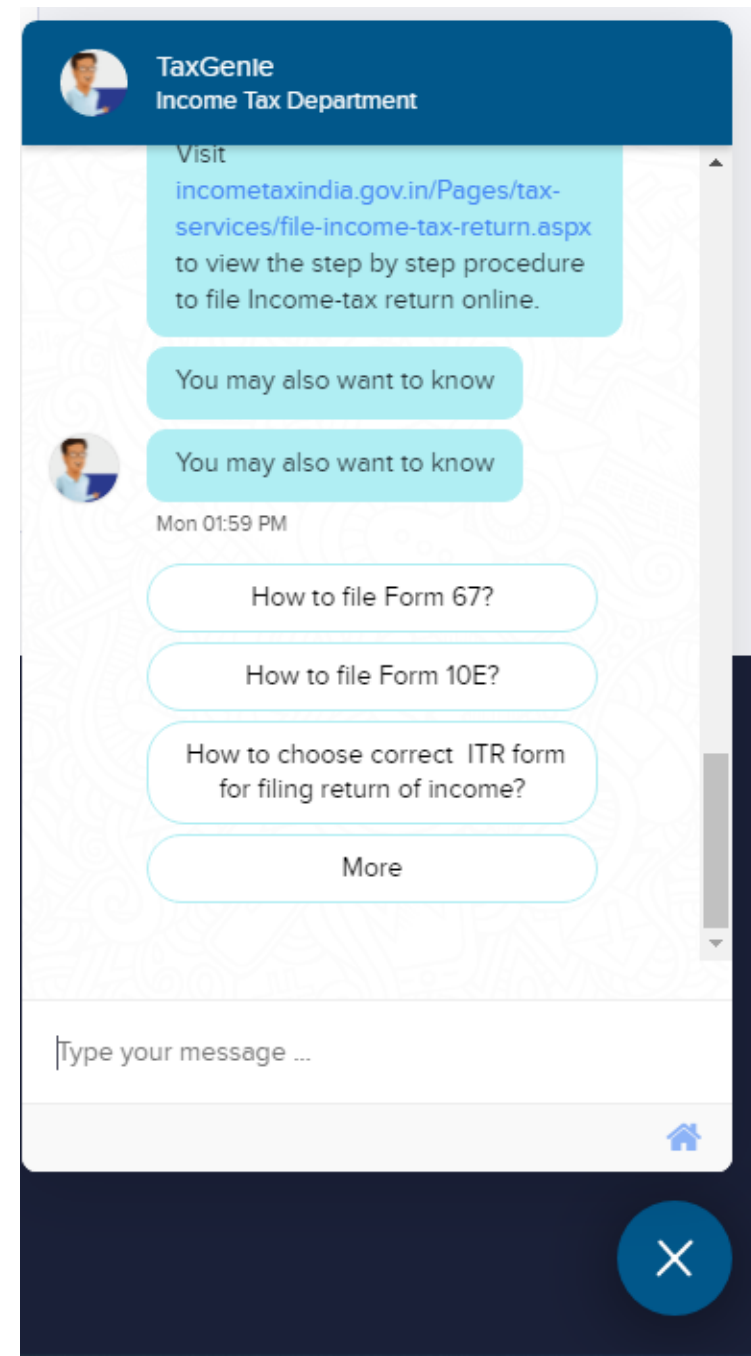 TaxGenie
Income Tax Department
Visit
incometaxindia.gov.in/Pages/tax-
services/file-income-tax-return.aspx
to view the step by step procedure
to file Income-tax return online.
You may also want to know
You may also want to know
Mon 01:59 PM
How to file Form 67?
How to file Form 10E?
How to choose correct ITR form
for filing return of income?
More
Type your message ...